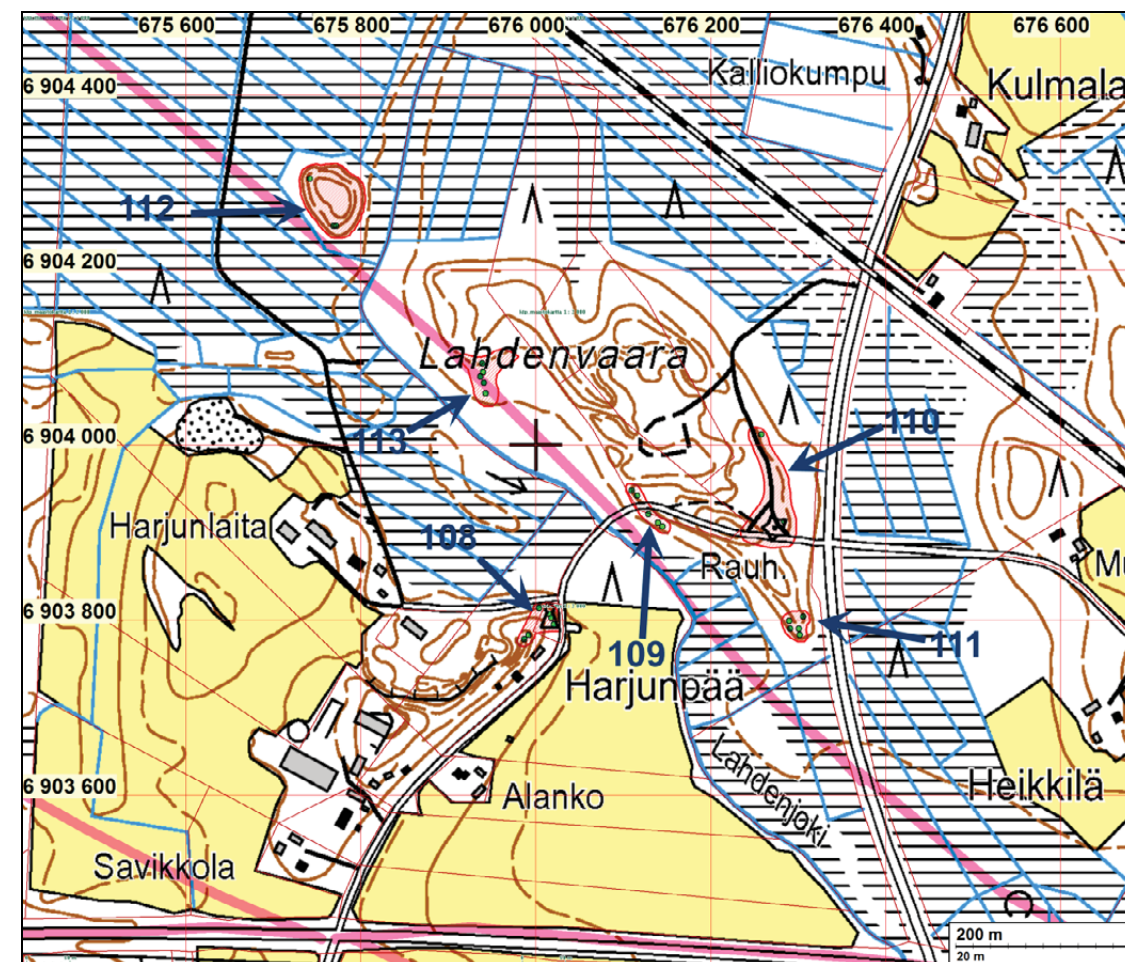 675 600
675 800
676 000
676 200
676 400
676 600
Kalliokumpu
Kulmala
6 904 400
112
6 904 200
Lahdenvaara
110
6 904 000
113
Harjunlaita
108
Rauh.
6 903 800
109
111
Harjunpää
Lahdenjoki
6 903 600
Alanko
Heikkilä
Savikkola
200 m
20 m